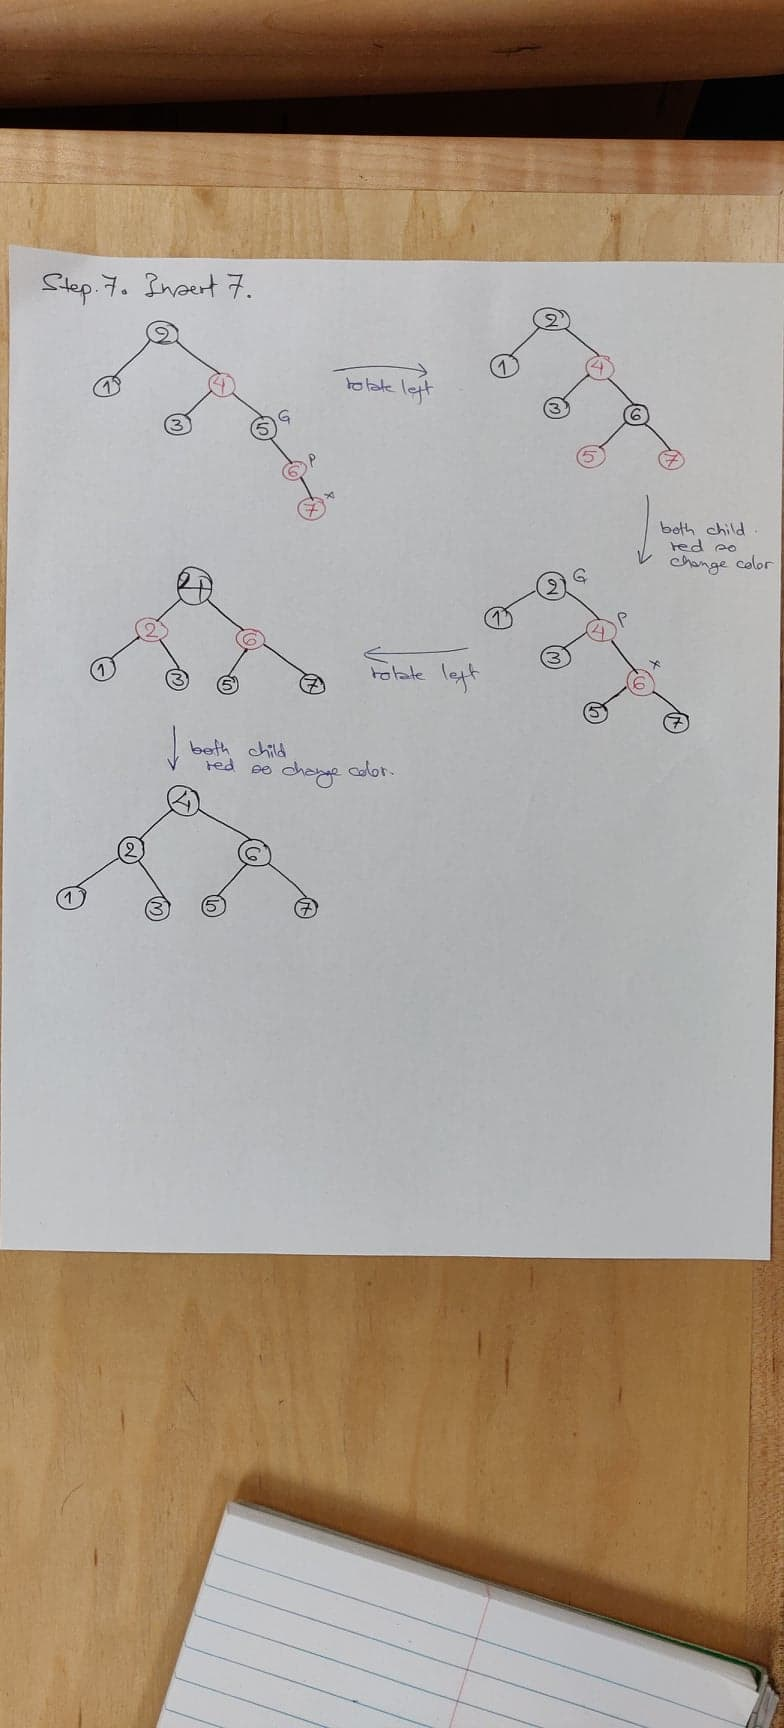 Step.7. Insert 7.
2
1 4
3 5 G
6 P
7 x
rotate left
2
1 4
3 6
5 7
both child.
red so
change color
2 G
1 4 P
3 6 x
5 7
rotate left
4
2 6
1 3 5 7
both child
red so change color.
4
2 6
1 3 5 7